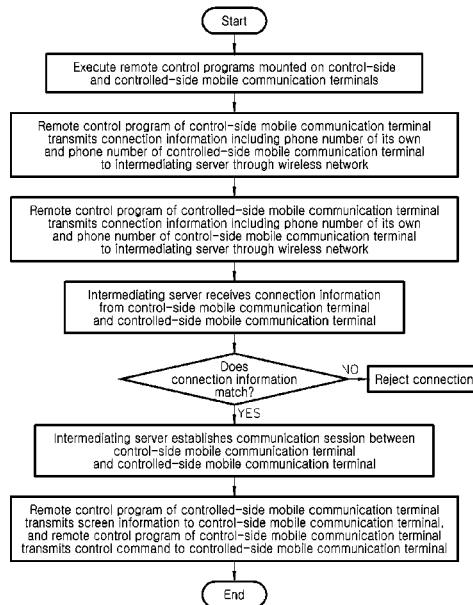 Start
Execute remote control programs mounted on control-side
and controlled-side mobile communication terminals
Remote control program of control-side mobile communication terminal
transmits connection information including phone number of its own
and phone number of controlled-side mobile communication terminal
to intermediating server through wireless network
Remote control program of controlled-side mobile communication terminal
transmits connection information including phone number of its own
and phone number of control-side mobile communication terminal
to intermediating server through wireless network
Intermediating server receives connection information
from control-side mobile communication terminal
and controlled-side mobile communication terminal
Does
connection information
match?
NO
Reject connection
YES
Intermediating server establishes communication session between
control-side mobile communication terminal
and controlled-side mobile communication terminal
Remote control program of controlled-side mobile communication terminal
transmits screen information to control-side mobile communication terminal,
and remote control program of control-side mobile communication terminal
transmits control command to controlled-side mobile communication terminal
End